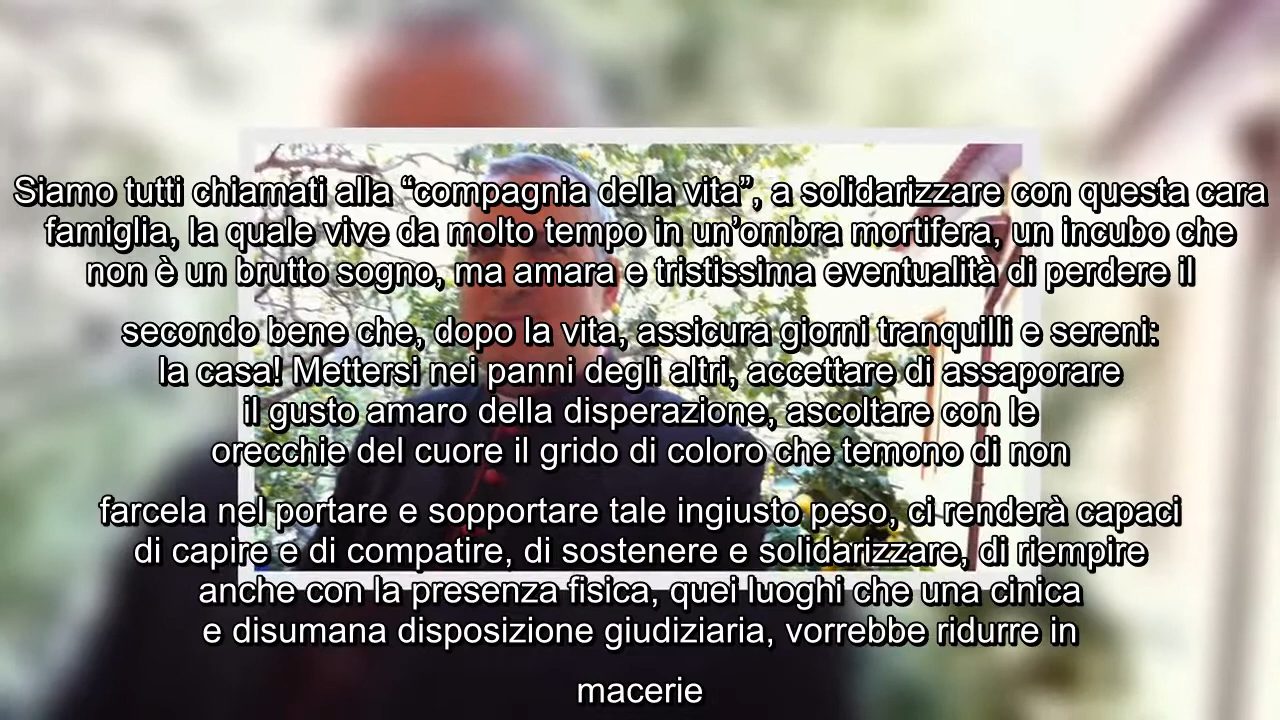 Siamo tutti chiamati alla “compagnia della vita”, a solidarizzare con questa cara
famiglia, la quale vive da molto tempo in un’ombra mortifera, un incubo che
non è un brutto sogno, ma amara e tristissima eventualità di perdere il
secondo bene che, dopo la vita, assicura giorni tranquilli e sereni:
la casa! Mettersi nei panni degli altri, accettare di assaporare
il gusto amaro della disperazione, ascoltare con le
orecchie del cuore il grido di coloro che temono di non
farcela nel portare e sopportare tale ingiusto peso, ci renderà capaci
di capire e di compatire, di sostenere e solidarizzare, di riempire
anche con la presenza fisica, quei luoghi che una cinica
e disumana disposizione giudiziaria, vorrebbe ridurre in
macerie